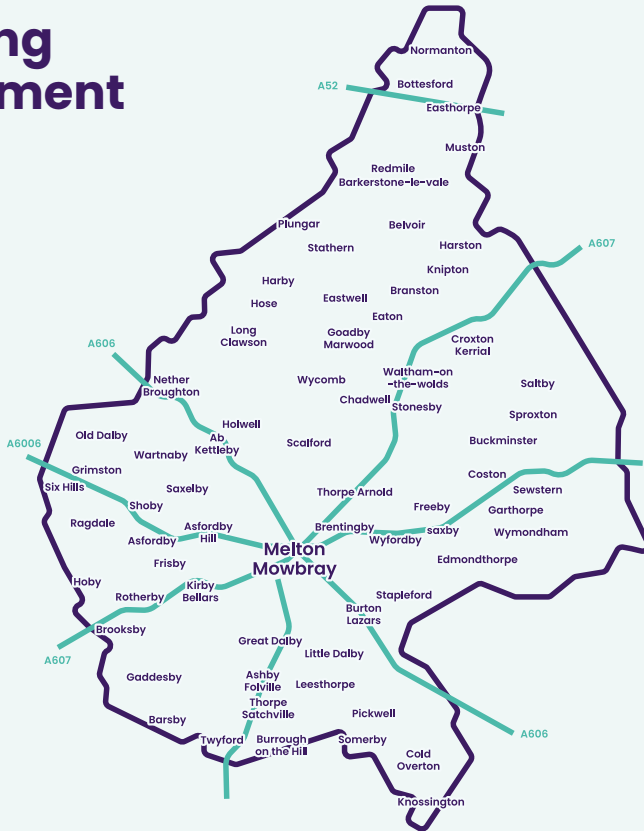 ng
ment
Normanton
A52
Bottesford
Easthorpe
Muston
Redmile
Barkerstone-le-vale
Plungar
Belvoir
Stathern
Harston
A607
Knipton
Harby
Branston
Hose
Eastwell
Eaton
Long
Clawson
Goadby
Marwood
Croxton
Kerrial
A606
Nether
Broughton
Wycomb
Waltham-on
-the-wolds
Saltby
Chadwell
Stonesby
Sproxton
Holwell
Old Dalby
Ab
Kettleby
Scalford
Buckminster
A6006
Wartnaby
Grimston
Coston
Six Hills
Saxelby
Thorpe Arnold
Sewstern
Shoby
Freeby
Garthorpe
Ragdale
Asfordby
Hill
Brentingby
saxby
Wymondham
Asfordby
Wyfordby
Melton
Mowbray
Frisby
Edmondthorpe
Hoby
Kirby
Bellars
Rotherby
Stapleford
Burton
Lazars
Brooksby
Great Dalby
Little Dalby
A607
Gaddesby
Ashby
Folville
Leesthorpe
Thorpe
Satchville
Pickwell
Barsby
Twyford
Burrough
on the Hill
Somerby
A606
Cold
Overton
Knossington